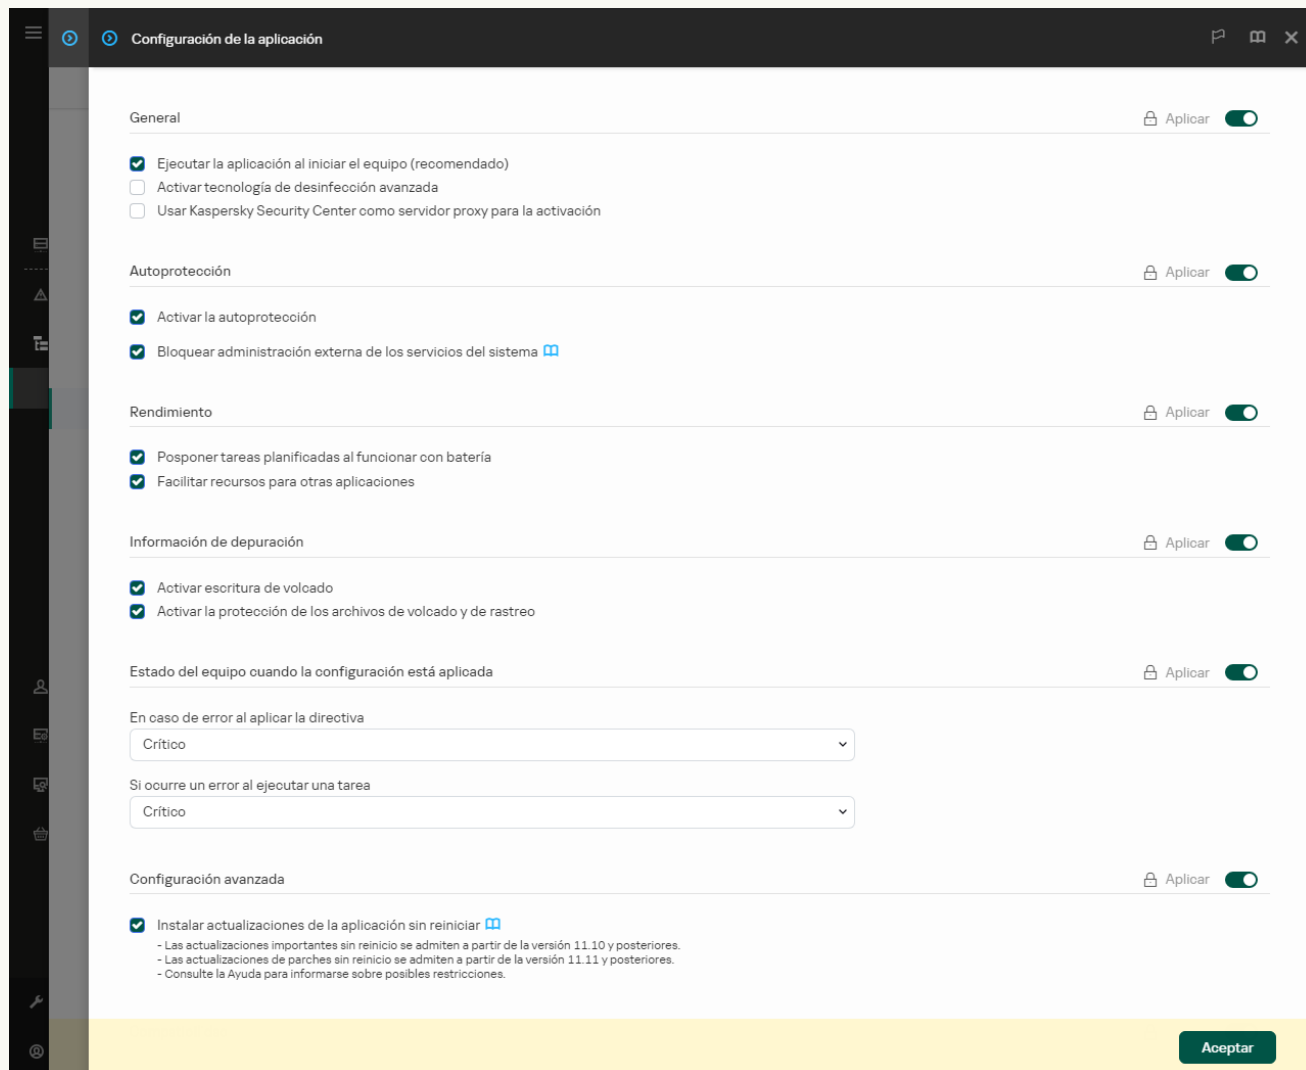 Configuración de la aplicación
General
Aplicar
Ejecutar la aplicación al iniciar el equipo (recomendado)
Activar tecnología de desinfección avanzada
Usar Kaspersky Security Center como servidor proxy para la activación
Autoprotección
Aplicar
Activar la autoprotección
Bloquear administración externa de los servicios del sistema
Rendimiento
Aplicar
Posponer tareas planificadas al funcionar con batería
Facilitar recursos para otras aplicaciones
Información de depuración
Aplicar
Activar escritura de volcado
Activar la protección de los archivos de volcado y de rastreo
Estado del equipo cuando la configuración está aplicada
Aplicar
En caso de error al aplicar la directiva
Crítico
Si ocurre un error al ejecutar una tarea
Crítico
Configuración avanzada
Aplicar
Instalar actualizaciones de la aplicación sin reiniciar
- Las actualizaciones importantes sin reinicio se admiten a partir de la versión 11.10 y posteriores.
- Las actualizaciones de parches sin reinicio se admiten a partir de la versión 11.11 y posteriores.
- Consulte la Ayuda para informarse sobre posibles restricciones.
Aceptar